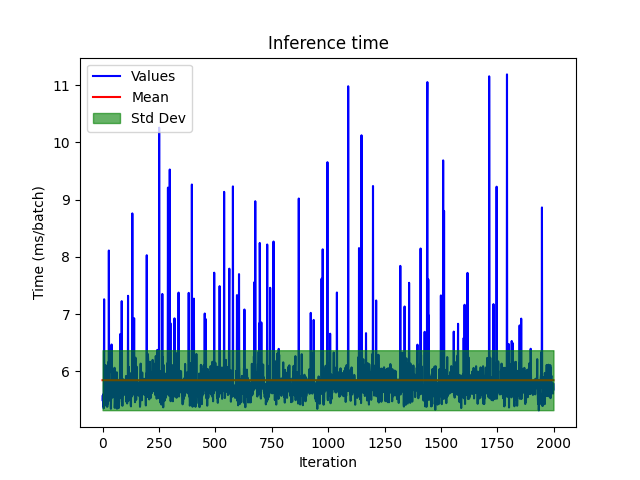 Inference time
Values
Mean
Std Dev
11
10
9
8
7
6
Time (ms/batch)
0
250
500
750
1000
1250
1500
1750
2000
Iteration